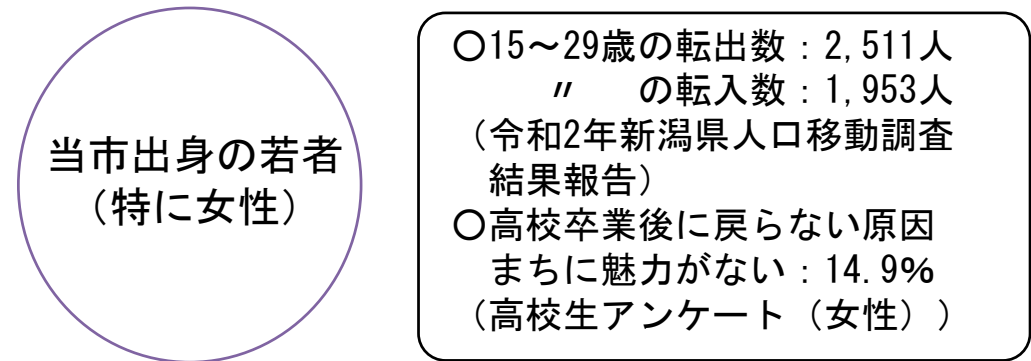 当市出身の若者
（特に女性）
○15～29歳の転出数：2,511人
〃　の転入数：1,953人
（令和2年新潟県人口移動調査
結果報告）
○高校卒業後に戻らない原因
まちに魅力がない：14.9%
（高校生アンケート（女性））